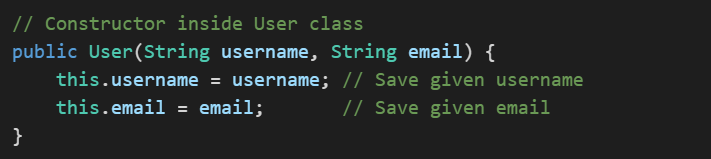 // Constructor inside User class
public User(String username, String email) {
    this.username = username; // Save given username
    this.email = email;       // Save given email
}